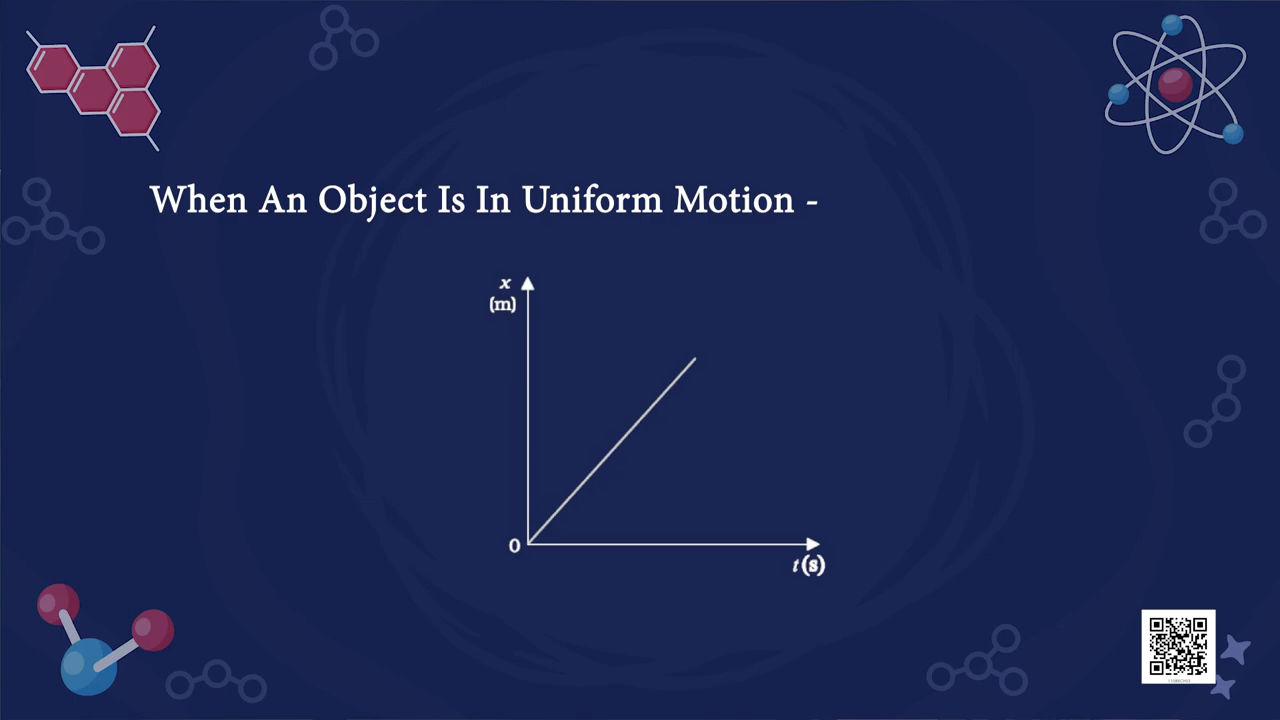 When An Object Is In Uniform Motion -
x
(m)
0
t (s)